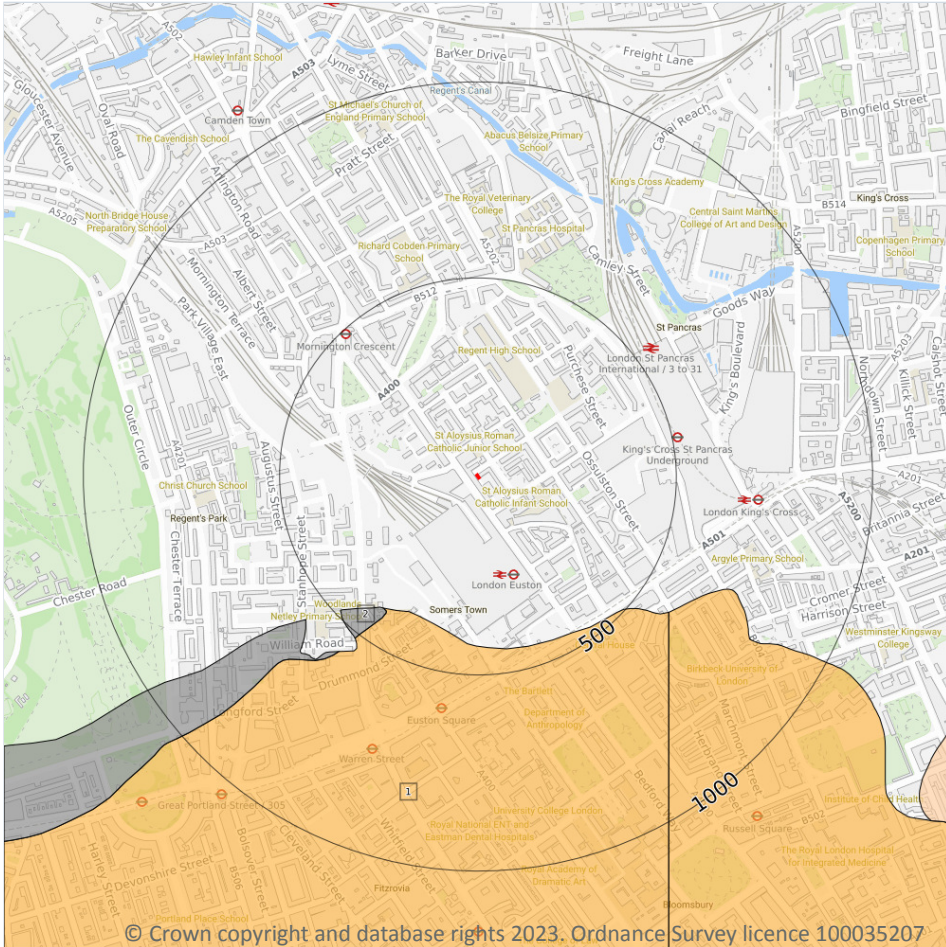 A502
Hawley Infant School
A503
Lyme Street
Barker Drive
Freight Lane
Gloucester Avenue
Oval Road
Camden Town
St Michael's Church of
England Primary School
Regent's Canal
Canal Reach
Bingfield Street
The Cavendish School
Pratt Street
Abacus Belsize Primary
School
Arlington Road
King's Cross Academy
The Royal Veterinary
College
A5205
North Bridge House
Preparatory School
A503
Central Saint Martins
College of Art and Design
B514
King's Cross
St Pancras Hospital
A5202
Richard Cobden Primary
School
Copenhagen Primary
School
Albert Street
Mornington Terrace
Camley Street
Park Village East
B512
Goods Way
Mornington Crescent
St Pancras
London St Pancras
International / 3 to 31
Regent High School
Purchese Street
King's Boulevard
A5203
Calshot Street
Killick Street
A400
Outer Circle
A4201
St Aloysius Roman
Catholic Junior School
King's Cross St Pancras
Underground
Ossulston Street
Augustus Street
Christ Church School
St Aloysius Roman
Catholic Infant School
A201
London King's Cross
A5200
Britannia Street
Regent's Park
Stanhope Street
Chester Terrace
A501
A201
Argyle Primary School
Chester Road
London Euston
Cromer Street
Harrison Street
Somers Town
Netley Primary School
2
500
Westminster Kingsway
College
William Road
Drummond Street
Birkbeck University of
London
Longford Street
The Bartlett
Department of
Anthropology
Marchmont Street
Euston Square
Warren Street
A400
1
1000
Great Portland Street / 305
University College London
Royal National ENT and
Eastman Dental Hospitals
B502
Russell Square
Whitfield Street
Cleveland Street
Bolsover Street
Harley Street
Devonshire Street
B506
The Royal London Hospital
for Integrated Medicine
Royal Academy of
Dramatic Art
Fitzrovia
Bloomsbury
Portland Place School
© Crown copyright and database rights 2023. Ordnance Survey licence 100035207